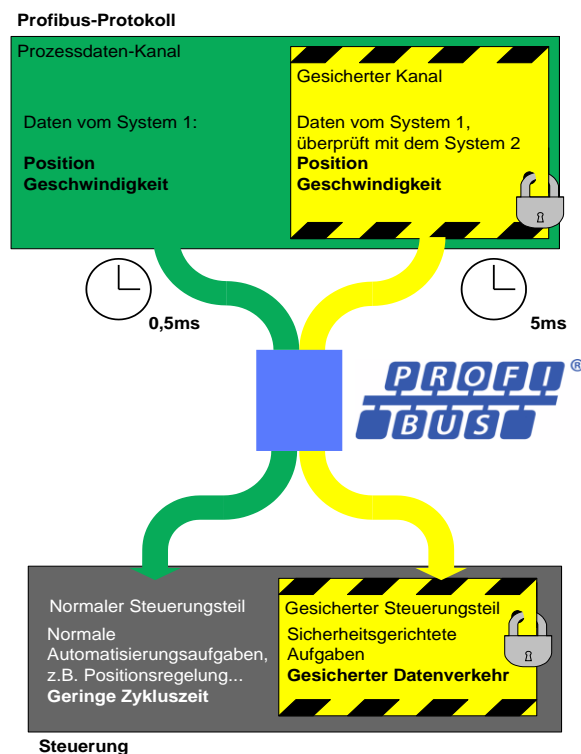 Profibus-Protokoll
Prozessdaten-Kanal
Daten vom System 1:
Position
Geschwindigkeit
Gesicherter Kanal
Daten vom System 1,
überprüft mit dem System 2
Position
Geschwindigkeit
0,5ms
5ms
PROFI®
BUS
Normaler Steuerungsteil
Normale
Automatisierungsaufgaben,
z.B. Positionsregelung...
Geringe Zykluszeit
Gesicherter Steuerungsteil
Sicherheitsgerichtete
Aufgaben
Gesicherter Datenverkehr
Steuerung